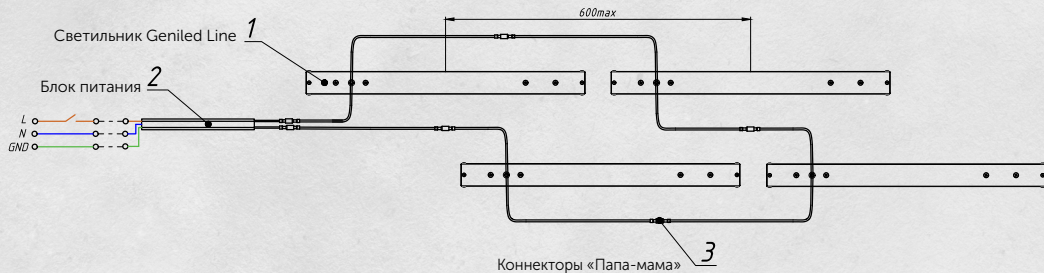 600max
Светильник Geniled Line 1
Блок питания 2
L
N
GND
Коннекторы «Папа-мама» 3